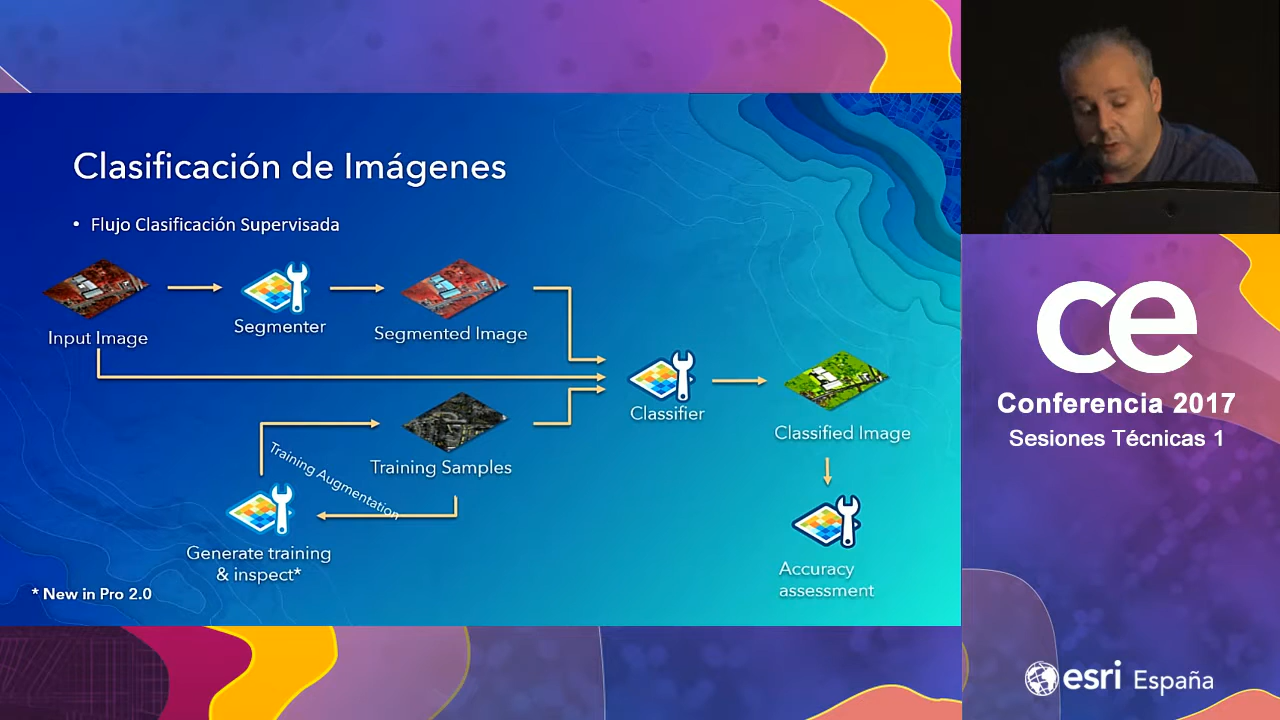 Clasificación de Imágenes
• Flujo Clasificación Supervisada
Input Image
Segmenter
Segmented Image
Classifier
Classified Image
Training Samples
Training Augmentation
Generate training
& inspect*
Accuracy
assessment
* New in Pro 2.0
ce
Conferencia 2017
Sesiones Técnicas 1
esri España